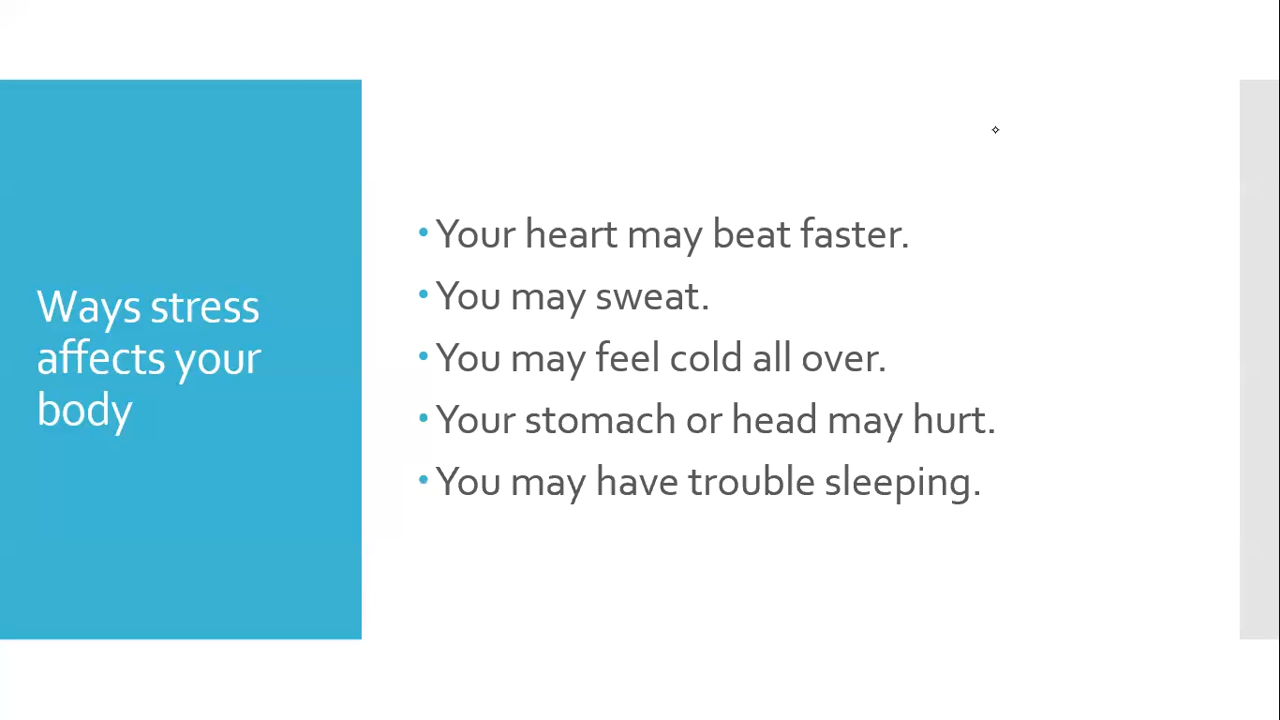 Ways stress
affects your
body
• Your heart may beat faster.
• You may sweat.
• You may feel cold all over.
• Your stomach or head may hurt.
• You may have trouble sleeping.